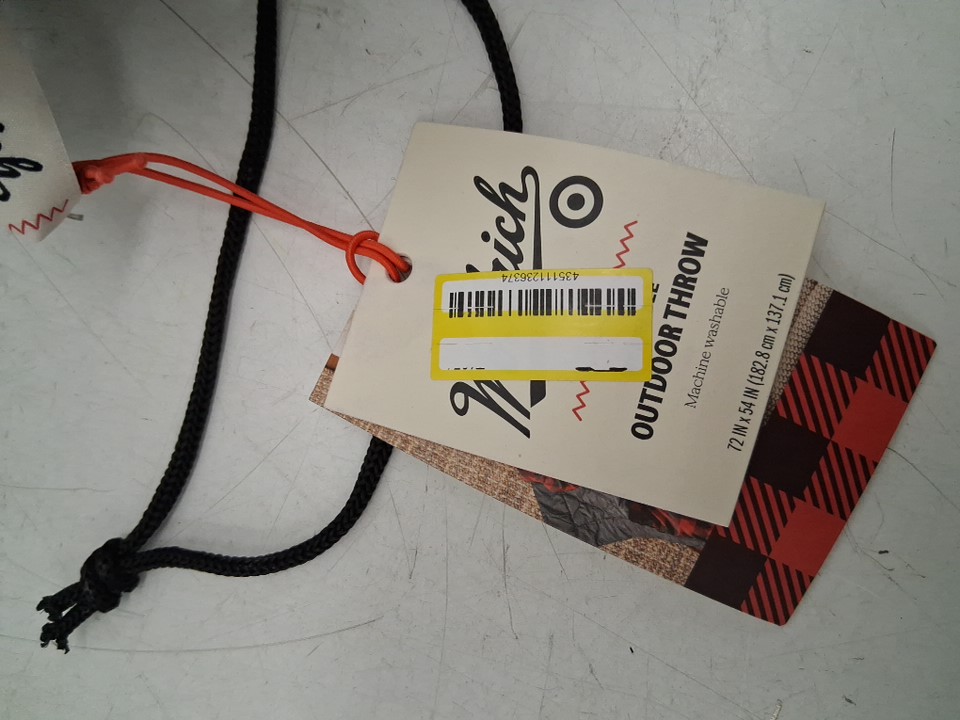 OUTDOOR THROW
Machine washable
72 IN x 54 IN (182.8 cm x 137.1 cm)
435111236374